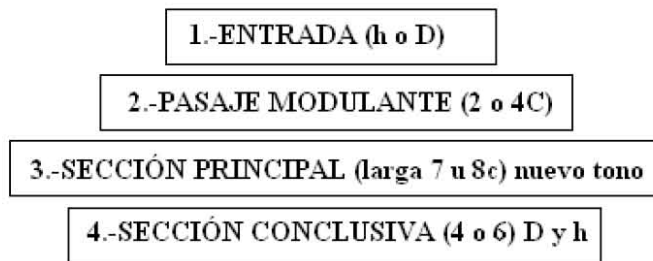 1.-ENTRADA (h o D)
2.-PASAJE MODULANTE (2 o 4C)
3.-SECCIÓN PRINCIPAL (larga 7 u 8c) nuevo tono
4.-SECCIÓN CONCLUSIVA (4 o 6) D y h